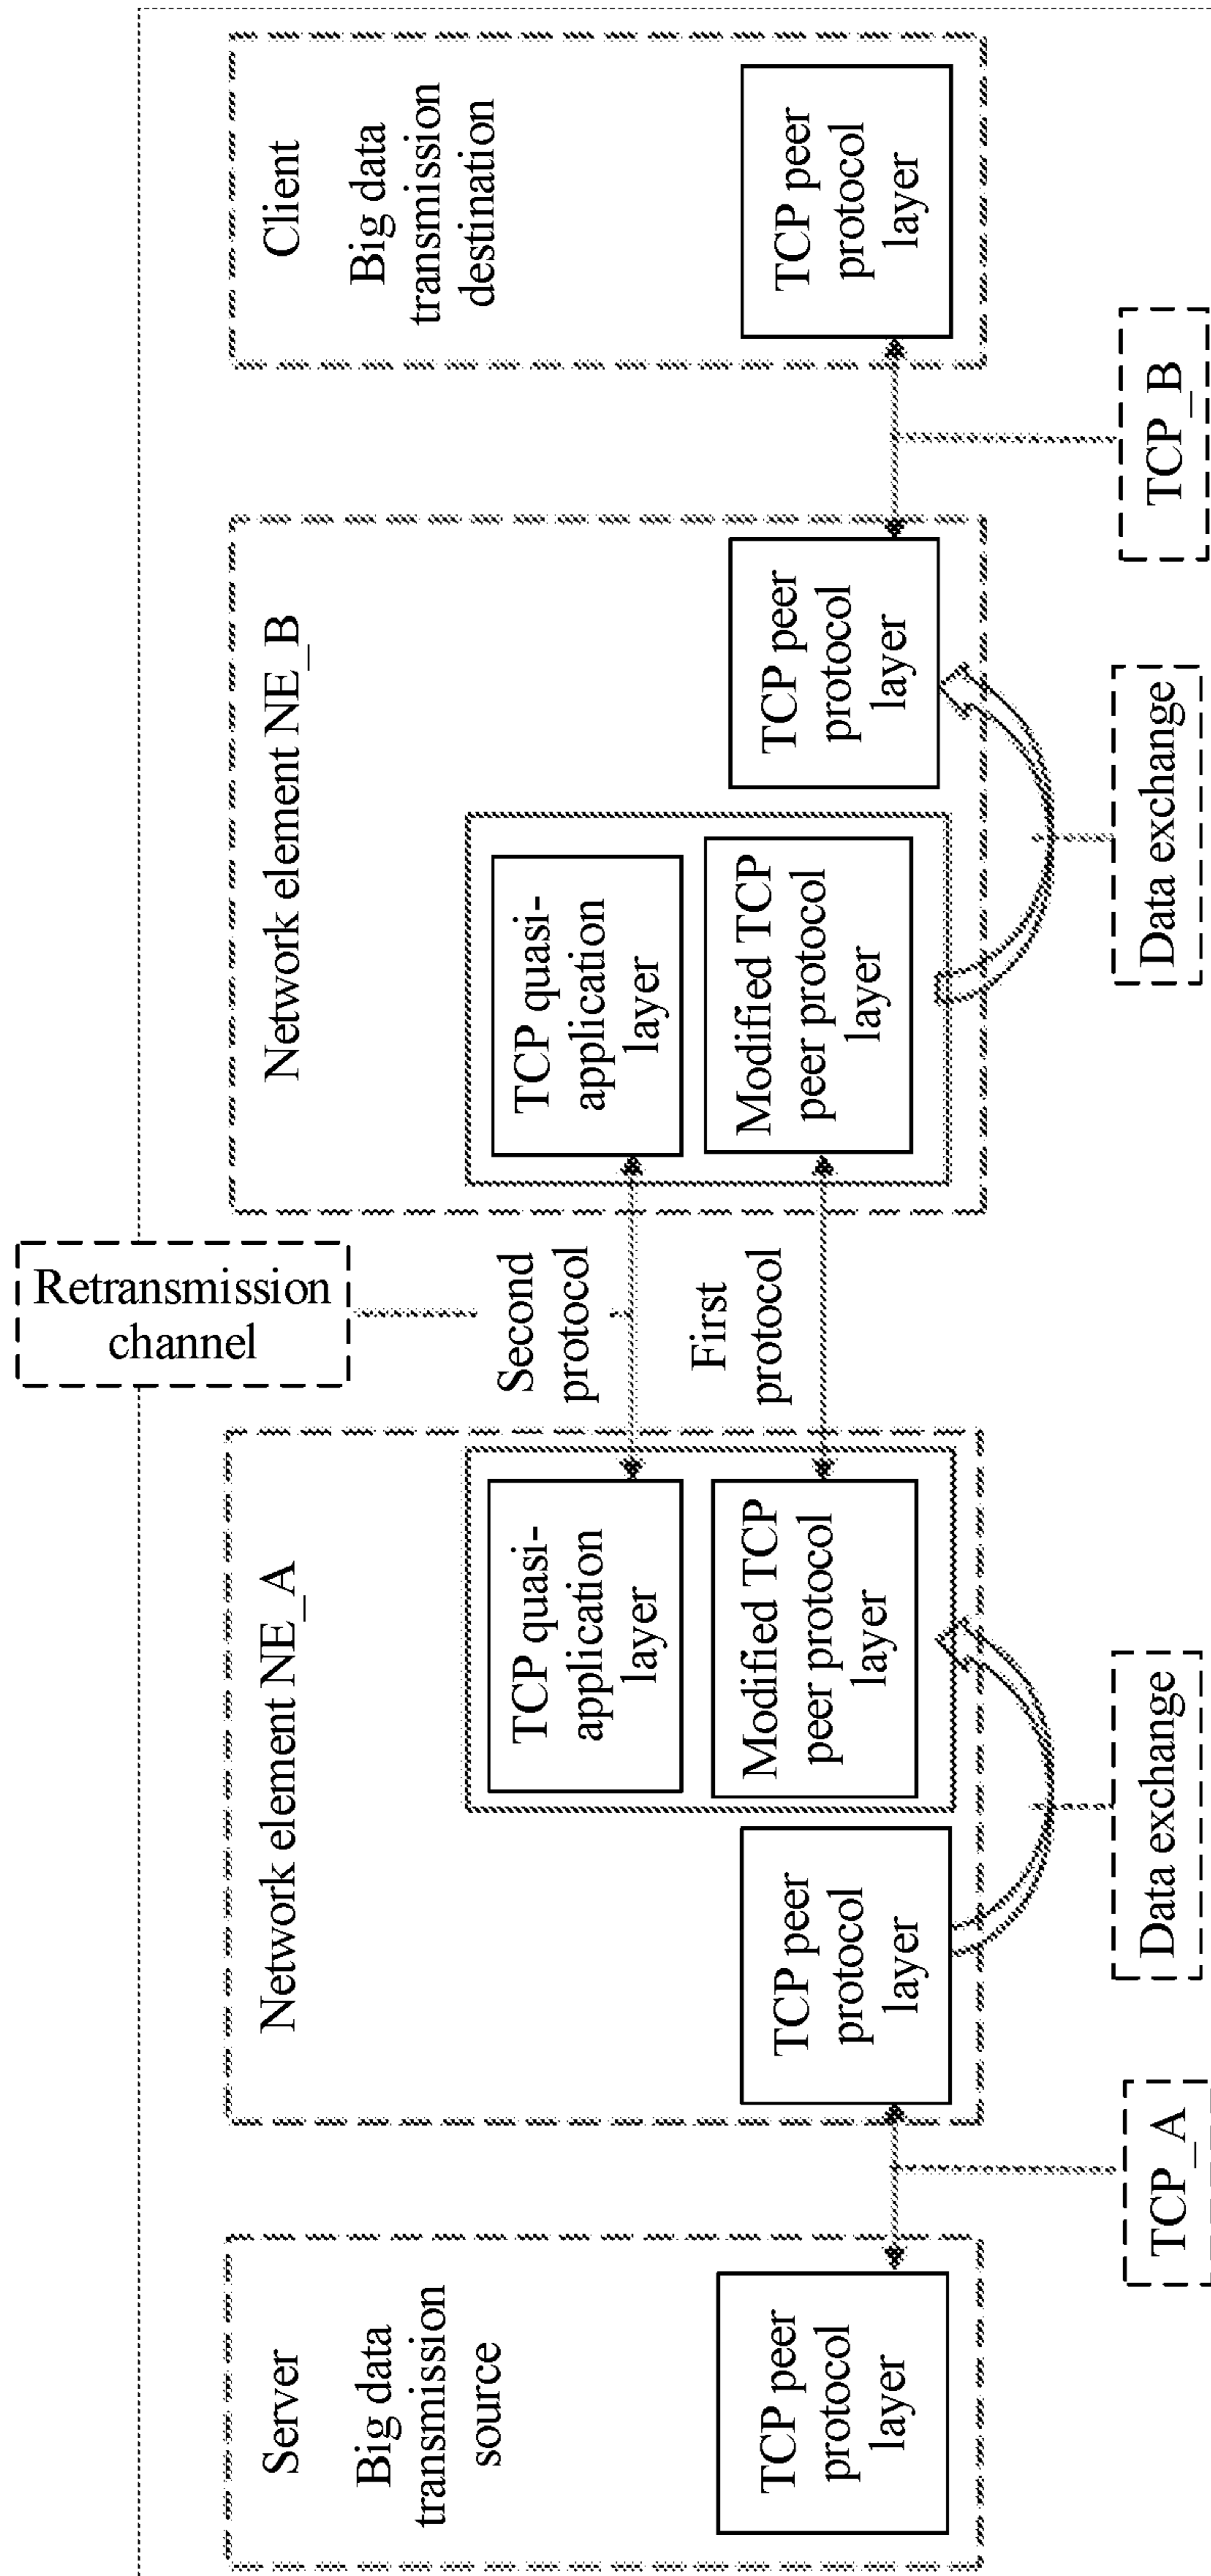 Retransmission
channel
Server
Big data
transmission
source
TCP peer
protocol
layer
Network element NE_A
TCP peer
protocol
layer
TCP quasi-
application
layer
Modified TCP
peer protocol
layer
Second
protocol
First
protocol
Network element NE_B
TCP quasi-
application
layer
Modified TCP
peer protocol
layer
TCP peer
protocol
layer
Client
Big data
transmission
destination
TCP peer
protocol
layer
TCP_A
Data exchange
Data exchange
TCP_B